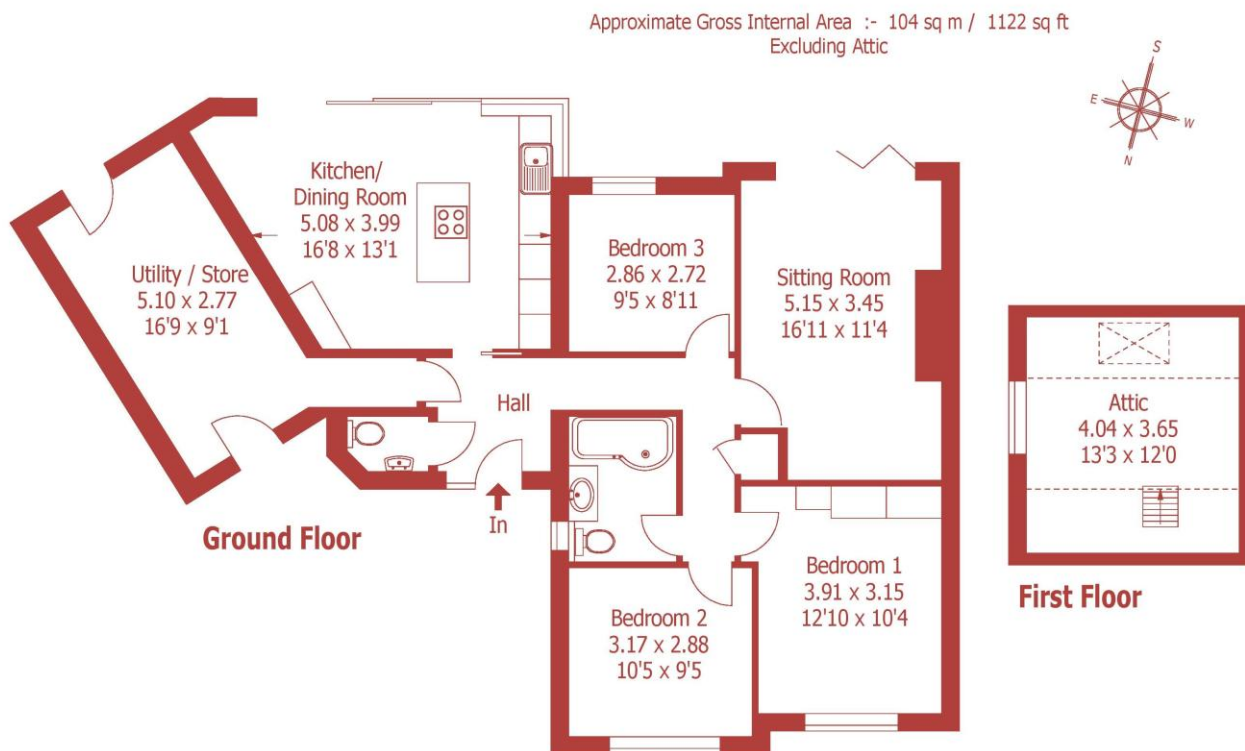 Approximate Gross Internal Area :- 104 sq m / 1122 sq ft
Excluding Attic
S
E
W
N
Kitchen/
Dining Room
5.08 x 3.99
16'8 x 13'1
Utility / Store
5.10 x 2.77
16'9 x 9'1
Bedroom 3
2.86 x 2.72
9'5 x 8'11
Sitting Room
5.15 x 3.45
16'11 x 11'4
Hall
In
Ground Floor
Bedroom 1
3.91 x 3.15
12'10 x 10'4
Bedroom 2
3.17 x 2.88
10'5 x 9'5
Attic
4.04 x 3.65
13'3 x 12'0
First Floor